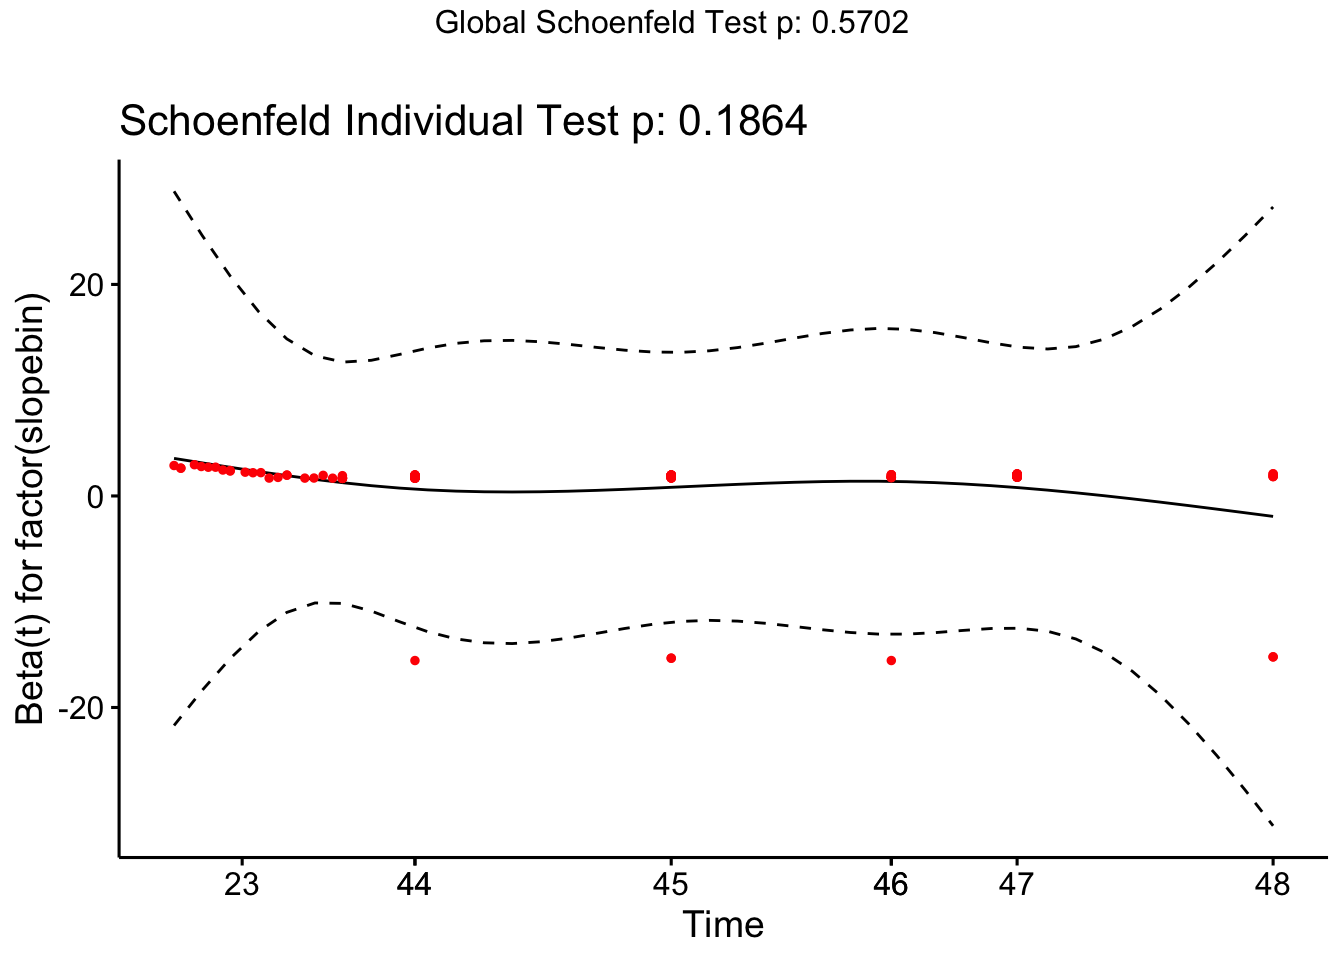 Global Schoenfeld Test p: 0.5702
Schoenfeld Individual Test p: 0.1864
Beta(t) for factor(slopebin)
20
0
-20
23 44 45 46 47 48
Time